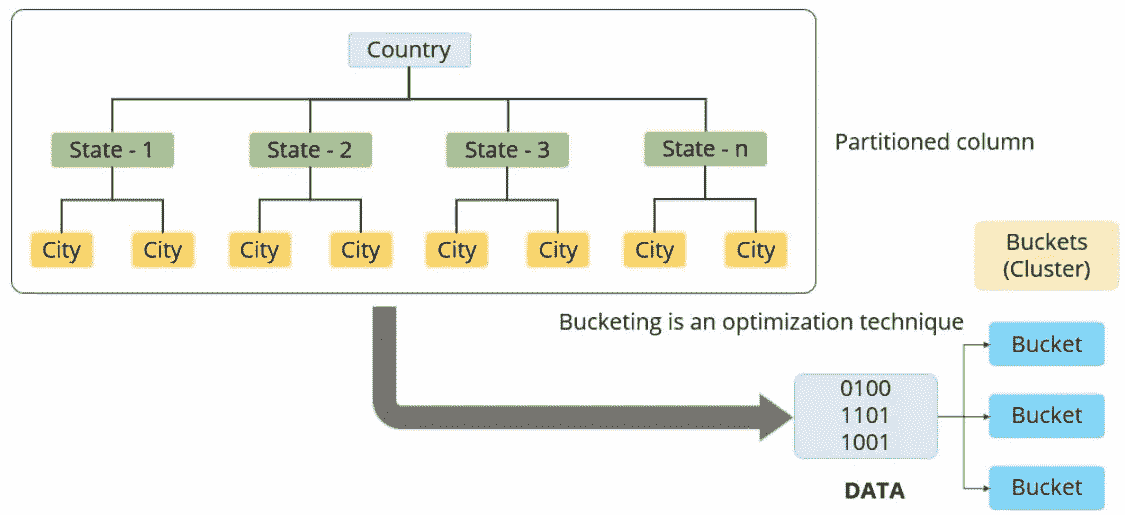 Country
State - 1
State - 2
State - 3
State - n
Partitioned column
City
City
City
City
City
City
City
City
Buckets
(Cluster)
Bucketing is an optimization technique
Bucket
0100
1101
1001
Bucket
Bucket
DATA